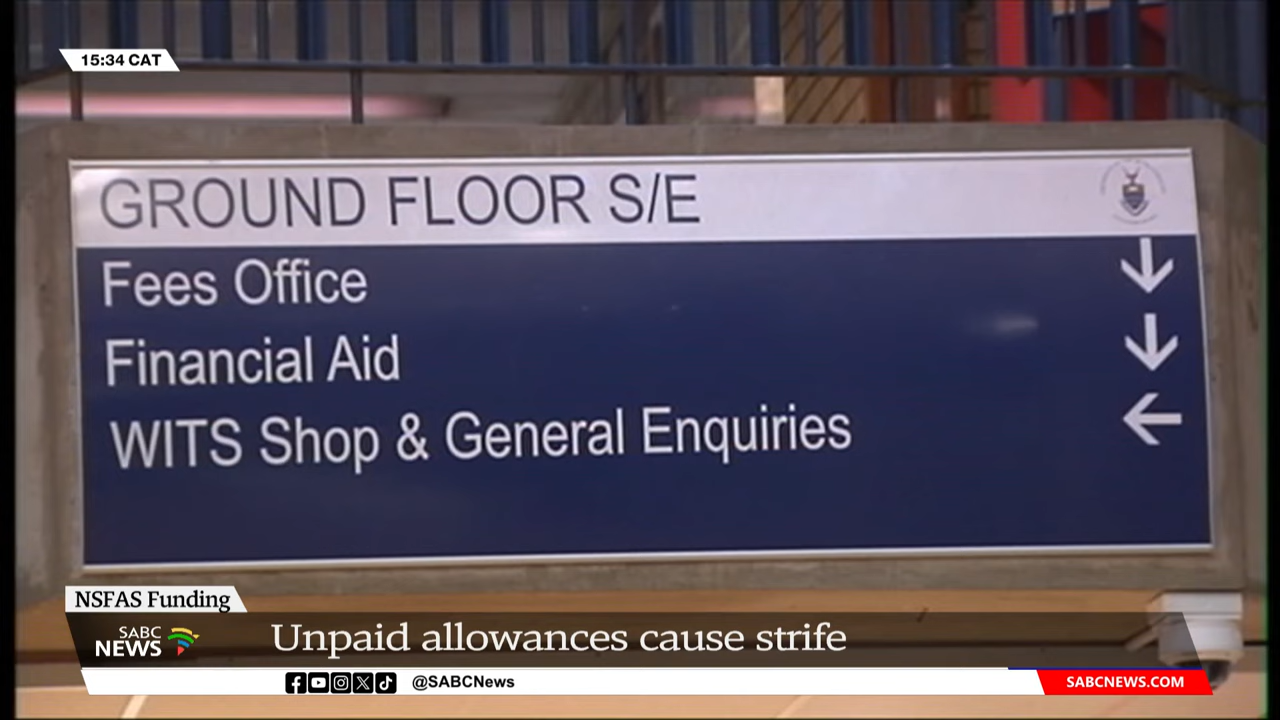 15:34 CAT
GROUND FLOOR S/E
Fees Office
Financial Aid
WITS Shop & General Enquiries
NSFAS Funding
SABC
NEWS
Unpaid allowances cause strife
@SABCNews
SABCNEWS.COM